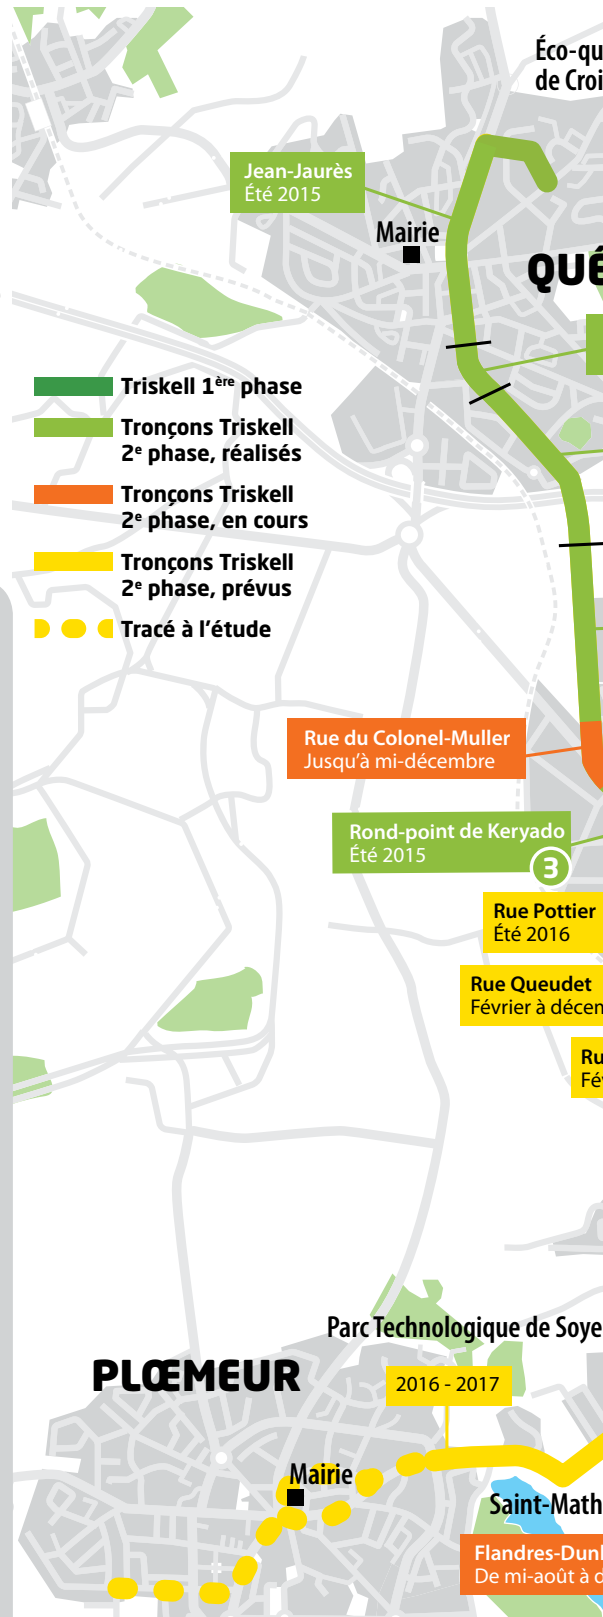 Éco-qu
de Croi
Jean-Jaurès
Été 2015
Mairie
QUÉ
Triskell 1ère phase
Tronçons Triskell
2e phase, réalisés
Tronçons Triskell
2e phase, en cours
Tronçons Triskell
2e phase, prévus
Tracé à l'étude
Rue du Colonel-Muller
Jusqu'à mi-décembre
Rond-point de Keryado
Été 2015
3
Rue Pottier
Été 2016
Rue Queudet
Février à décem
Ru
Fév
Parc Technologique de Soye
PLŒMEUR
2016 - 2017
Mairie
Saint-Math
Flandres-Dunk
De mi-août à d